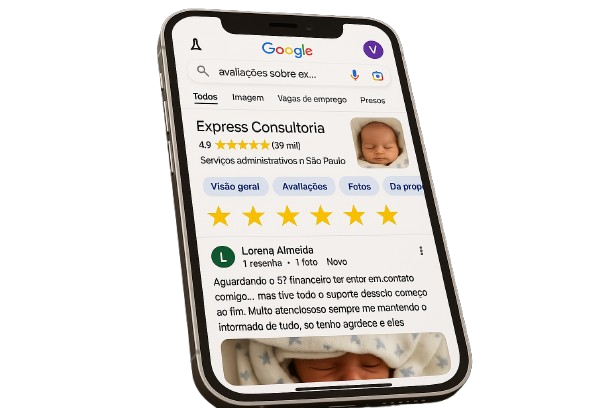 Google
V
avaliações sobre ex...
Todos Imagem Vagas de emprego Presos
Express Consultoria
4.9 (39 mil)
Serviços administrativos n São Paulo
Visão geral Avaliações Fotos Da prop
L
Lorena Almeida
1 resenha • 1 foto Novo
Aguardando o 5? financeiro ter entor em.contato
comigo... mas tive todo o suporte desscio começo
ao fim. Multo atenciososo sempre me mantendo o
intormado de tudo, so tenho agrdece e eles